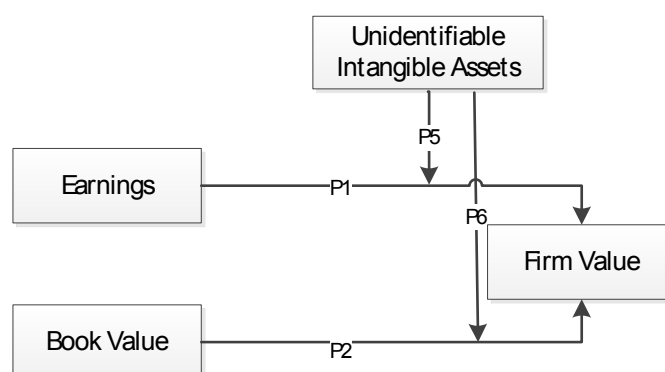 Unidentifiable
Intangible Assets
P5
Earnings
P1
P6
Firm Value
Book Value
P2